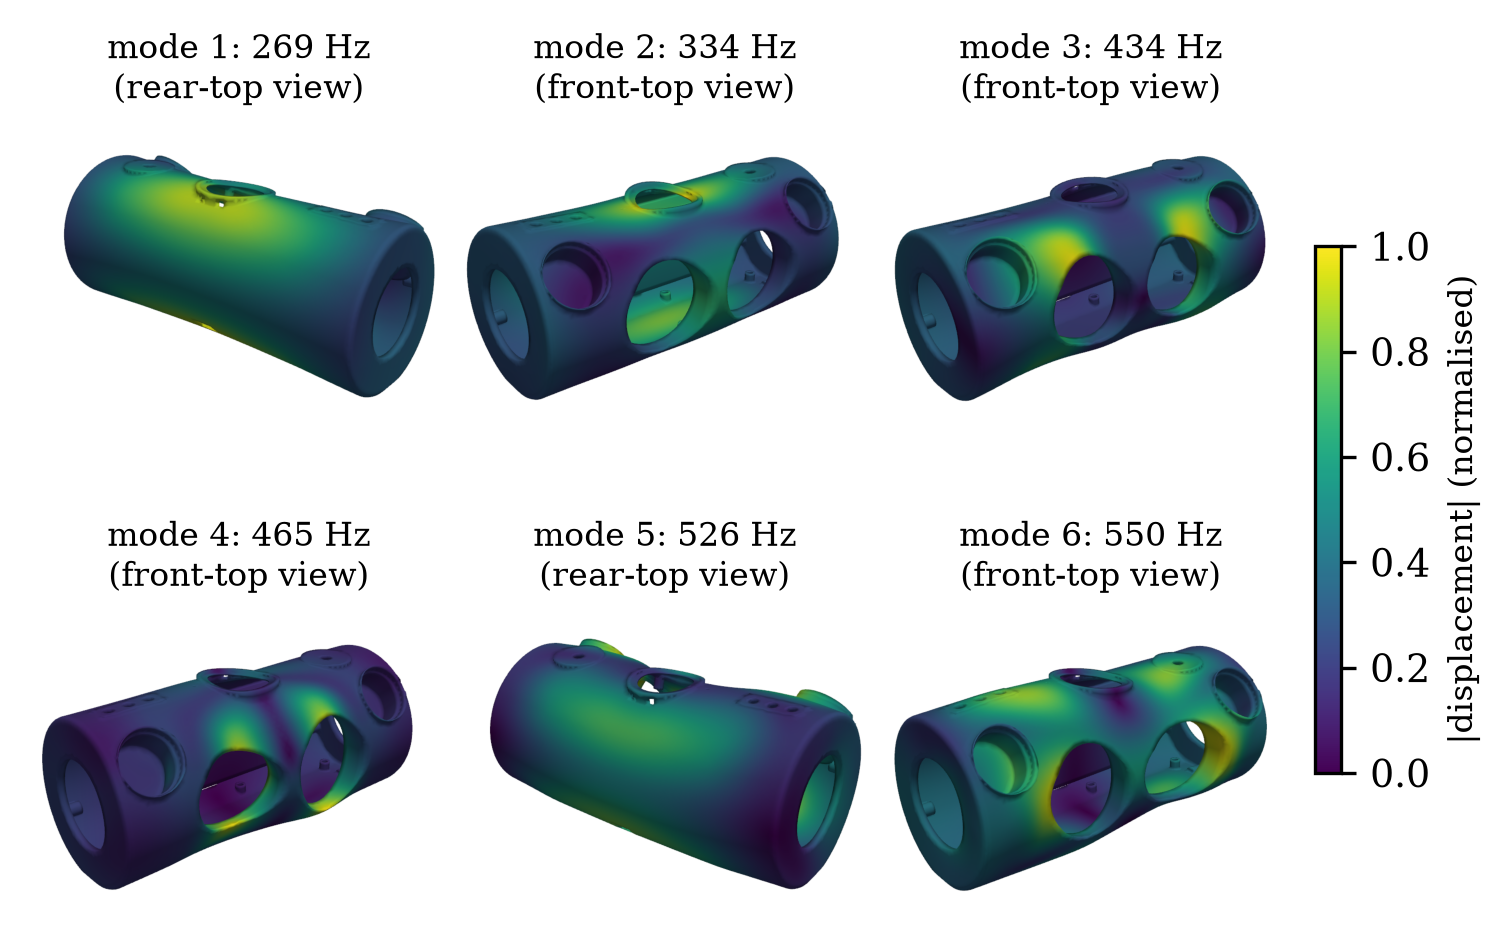 mode 1: 269 Hz
(rear-top view)
mode 2: 334 Hz
(front-top view)
mode 3: 434 Hz
(front-top view)
mode 4: 465 Hz
(front-top view)
mode 5: 526 Hz
(rear-top view)
mode 6: 550 Hz
(front-top view)
1.0
0.8
0.6
0.4
0.2
0.0
|displacement| (normalised)